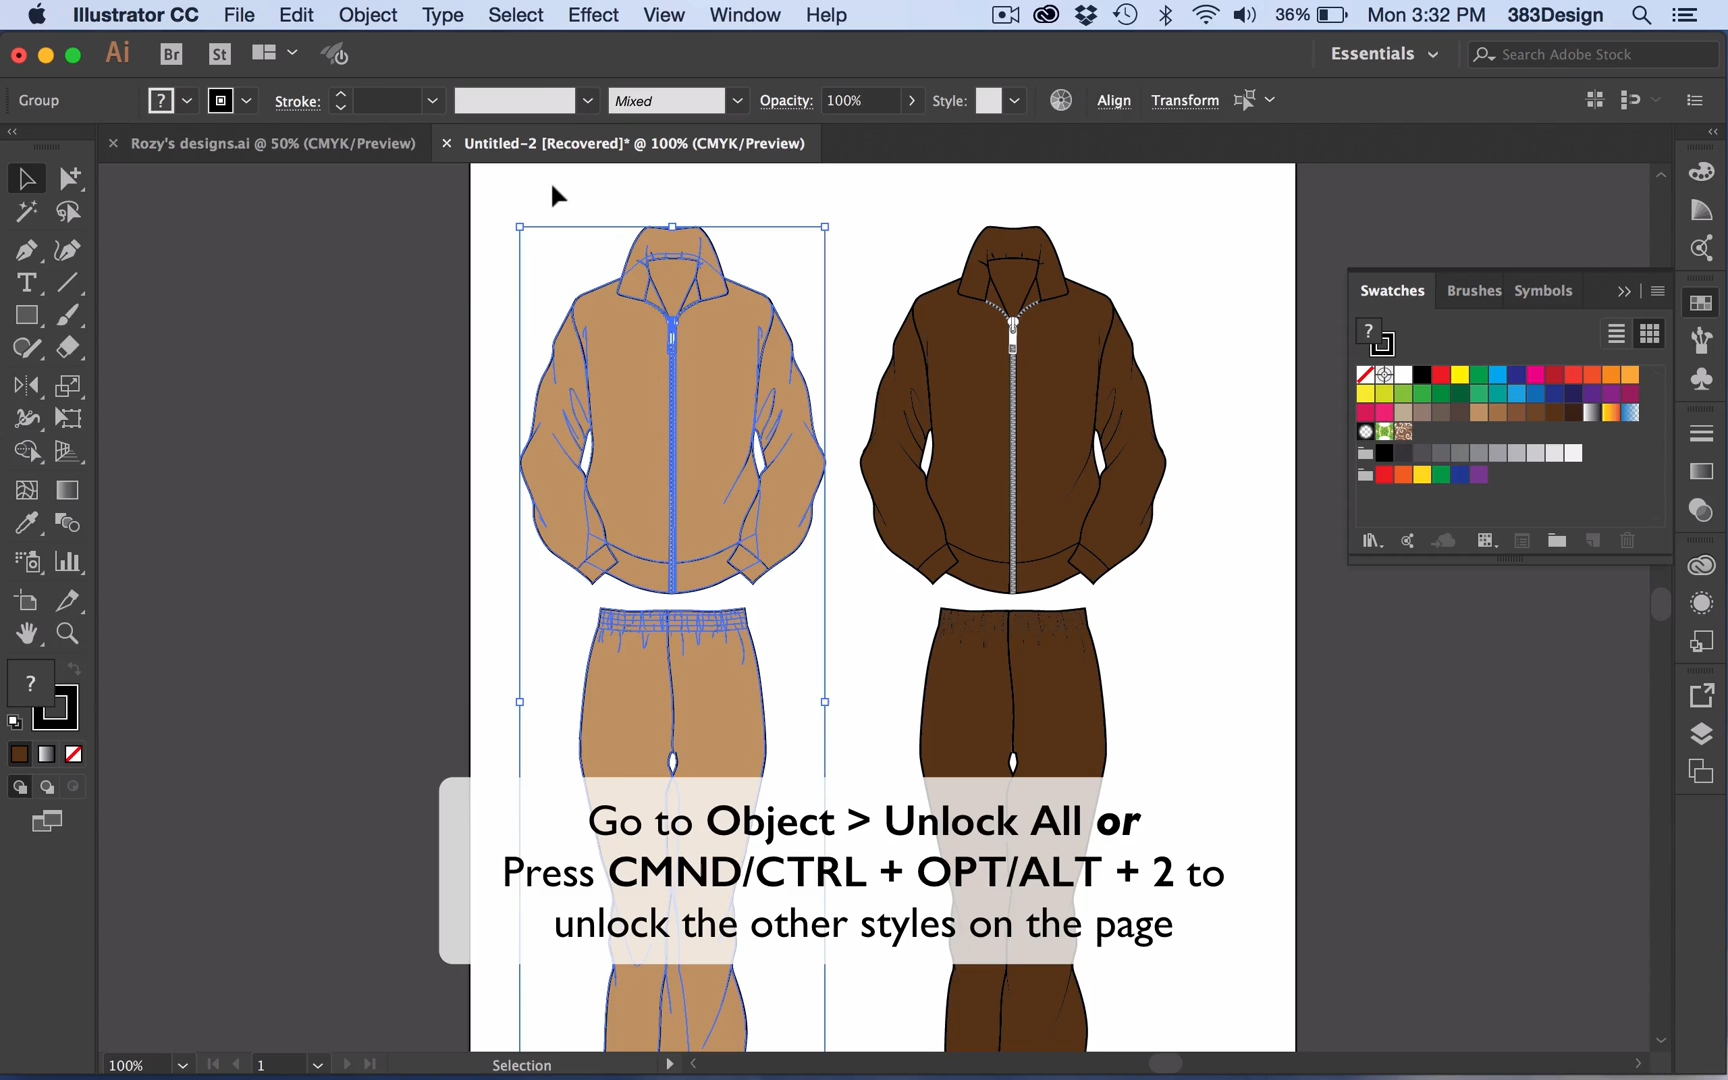 Illustrator CC File Edit Object Type Select Effect View Window Help 36% Mon 3:32 PM 383Design
Ai Br St Essentials Search Adobe Stock
Group ? Stroke: Mixed Opacity: 100% Style: Align Transform
× Rozy's designs.ai @ 50% (CMYK/Preview) × Untitled-2 [Recovered]* @ 100% (CMYK/Preview)
Swatches Brushes Symbols
?
T
?
Go to Object > Unlock All or
Press CMND/CTRL + OPT/ALT + 2 to
unlock the other styles on the page
100% 1 Selection